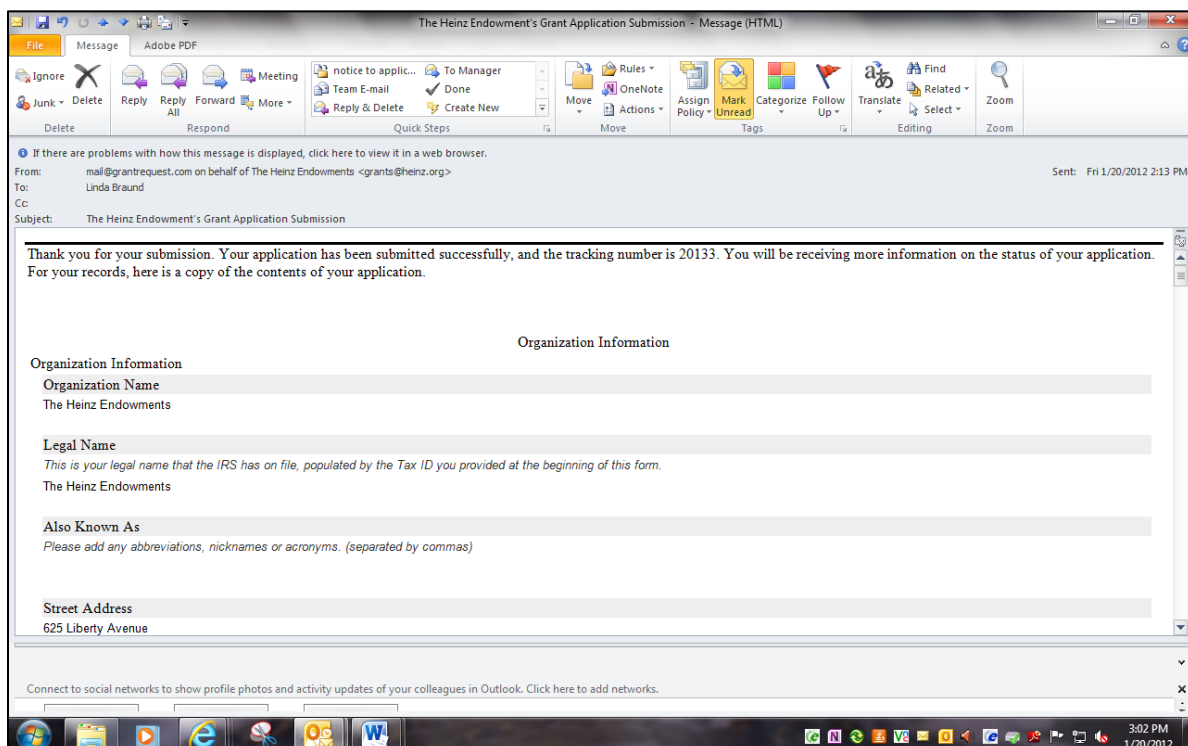 The Heinz Endowment's Grant Application Submission - Message (HTML)
File Message Adobe PDF
Ignore
Junk
Delete
Reply
Reply All
Forward
Meeting
More
notice to applic...
Team E-mail
Reply & Delete
To Manager
Done
Create New
Move
Rules
OneNote
Actions
Assign Policy
Mark Unread
Categorize
Follow Up
Translate
Find
Related
Select
Zoom
Delete Respond Quick Steps Move Tags Editing Zoom
If there are problems with how this message is displayed, click here to view it in a web browser.
From: mail@grantrequest.com on behalf of The Heinz Endowments <grants@heinz.org> Sent: Fri 1/20/2012 2:13 PM
To: Linda Braund
Cc:
Subject: The Heinz Endowment's Grant Application Submission
Thank you for your submission. Your application has been submitted successfully, and the tracking number is 20133. You will be receiving more information on the status of your application.
For your records, here is a copy of the contents of your application.
Organization Information
Organization Information
Organization Name
The Heinz Endowments
Legal Name
This is your legal name that the IRS has on file, populated by the Tax ID you provided at the beginning of this form.
The Heinz Endowments
Also Known As
Please add any abbreviations, nicknames or acronyms. (separated by commas)
Street Address
625 Liberty Avenue
Connect to social networks to show profile photos and activity updates of your colleagues in Outlook. Click here to add networks.
3:02 PM
1/20/2012